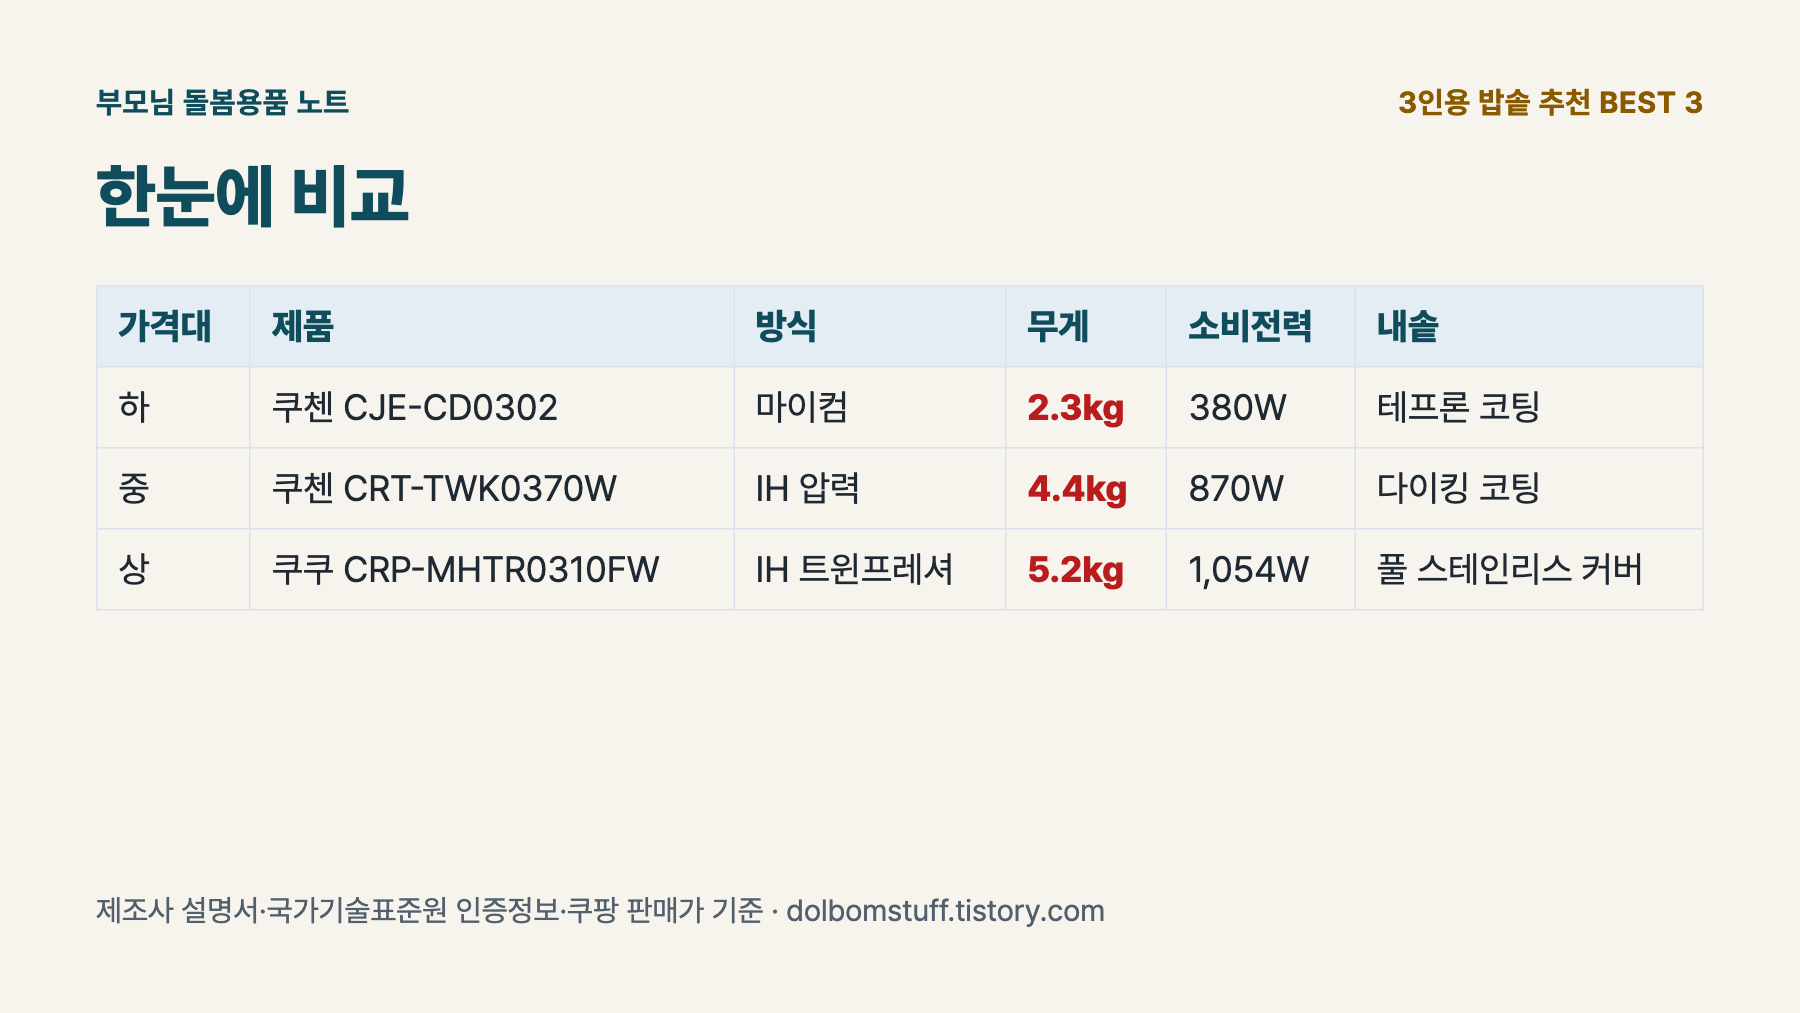 부모님 돌봄용품 노트
3인용 밥솥 추천 BEST 3
한눈에 비교
가격대 제품 방식 무게 소비전력 내솥
하 쿠첸 CJE-CD0302 마이컴 2.3kg 380W 테프론 코팅
중 쿠첸 CRT-TWK0370W IH 압력 4.4kg 870W 다이킹 코팅
상 쿠쿠 CRP-MHTR0310FW IH 트윈프레셔 5.2kg 1,054W 풀 스테인리스 커버
제조사 설명서·국가기술표준원 인증정보·쿠팡 판매가 기준 · dolbomstuff.tistory.com